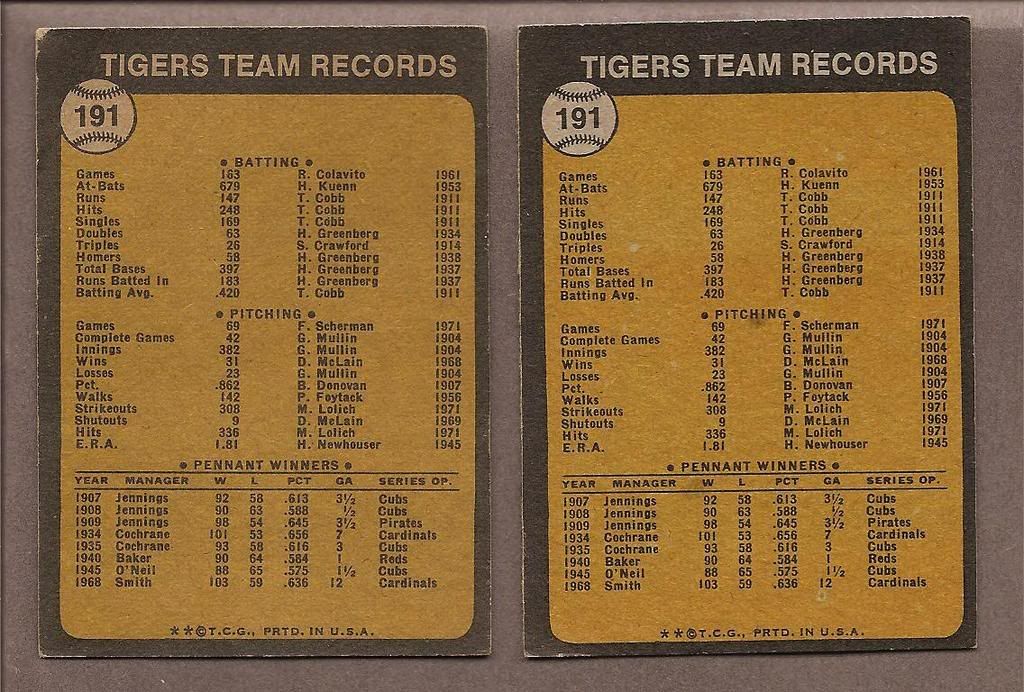 TIGERS TEAM RECORDS
191
• BATTING •
Games 163 R. Colavito 1961
At-Bats 679 H. Kuenn 1953
Runs 147 T. Cobb 1911
Hits 248 T. Cobb 1911
Singles 169 T. Cobb 1911
Doubles 63 H. Greenberg 1934
Triples 26 S. Crawford 1914
Homers 58 H. Greenberg 1938
Total Bases 397 H. Greenberg 1937
Runs Batted In 183 H. Greenberg 1937
Batting Avg. .420 T. Cobb 1911
• PITCHING •
Games 69 F. Scherman 1971
Complete Games 42 G. Mullin 1904
Innings 382 G. Mullin 1904
Wins 31 D. McLain 1968
Losses 23 G. Mullin 1904
Pct. .862 B. Donovan 1907
Walks 142 P. Foytack 1956
Strikeouts 308 M. Lolich 1971
Shutouts 9 D. McLain 1969
Hits 336 M. Lolich 1971
E.R.A. 1.81 H. Newhouser 1945
• PENNANT WINNERS •
YEAR MANAGER W L PCT GA SERIES OP.
1907 Jennings 92 58 .613 3½ Cubs
1908 Jennings 90 63 .588 ½ Cubs
1909 Jennings 98 54 .645 3½ Pirates
1934 Cochrane 101 53 .656 7 Cardinals
1935 Cochrane 93 58 .616 3 Cubs
1940 Baker 90 64 .584 1 Reds
1945 O'Neil 88 65 .575 1½ Cubs
1968 Smith 103 59 .636 12 Cardinals
**©T.C.G., PRTD. IN U.S.A.
TIGERS TEAM RECORDS
191
• BATTING •
Games 163 R. Colavito 1961
At-Bats 679 H. Kuenn 1953
Runs 147 T. Cobb 1911
Hits 248 T. Cobb 1911
Singles 169 T. Cobb 1911
Doubles 63 H. Greenberg 1934
Triples 26 S. Crawford 1914
Homers 58 H. Greenberg 1938
Total Bases 397 H. Greenberg 1937
Runs Batted In 183 H. Greenberg 1937
Batting Avg. .420 T. Cobb 1911
• PITCHING •
Games 69 F. Scherman 1971
Complete Games 42 G. Mullin 1904
Innings 382 G. Mullin 1904
Wins 31 D. McLain 1968
Losses 23 G. Mullin 1904
Pct. .862 B. Donovan 1907
Walks 142 P. Foytack 1956
Strikeouts 308 M. Lolich 1971
Shutouts 9 D. McLain 1969
Hits 336 M. Lolich 1971
E.R.A. 1.81 H. Newhouser 1945
• PENNANT WINNERS •
YEAR MANAGER W L PCT GA SERIES OP.
1907 Jennings 92 58 .613 3½ Cubs
1908 Jennings 90 63 .588 ½ Cubs
1909 Jennings 98 54 .645 3½ Pirates
1934 Cochrane 101 53 .656 7 Cardinals
1935 Cochrane 93 58 .616 3 Cubs
1940 Baker 90 64 .584 1 Reds
1945 O'Neil 88 65 .575 1½ Cubs
1968 Smith 103 59 .636 12 Cardinals
**©T.C.G., PRTD. IN U.S.A.